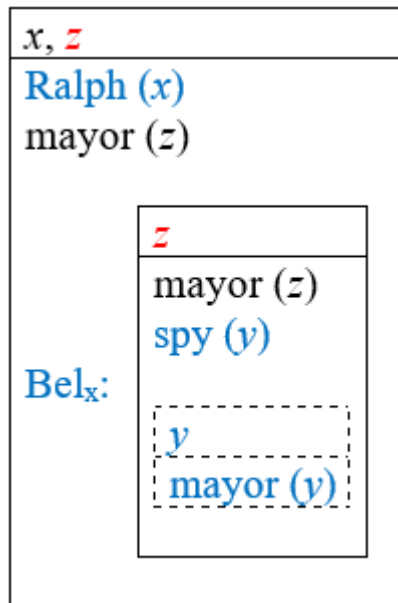 x, z
Ralph (x)
mayor (z)
z
mayor (z)
spy (y)
Belx:
y
mayor (y)